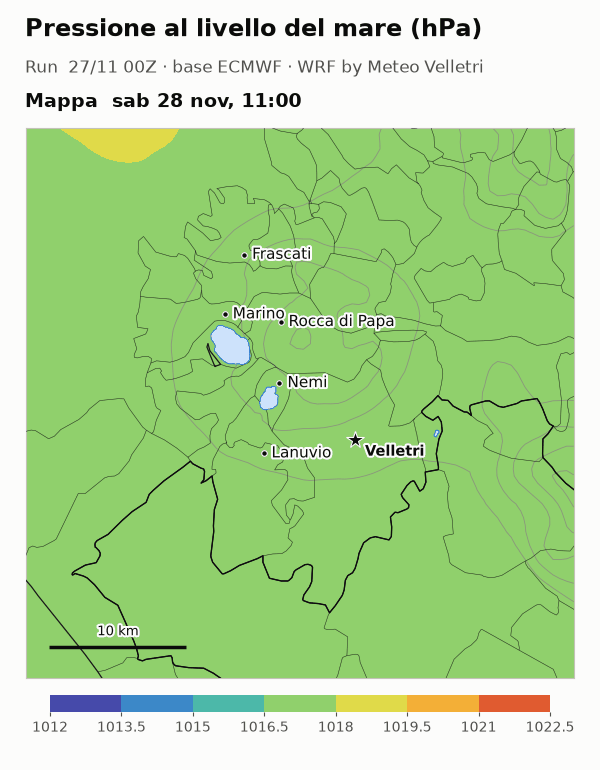 Pressione al livello del mare (hPa)
Run  27/11 00Z · base ECMWF · WRF by Meteo Velletri
Mappa  sab 28 nov, 11:00
Frascati
Marino
Rocca di Papa
Nemi
Velletri
Lanuvio
10 km
1012 1013.5 1015 1016.5 1018 1019.5 1021 1022.5